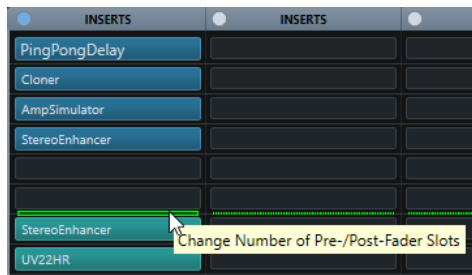 INSERTS INSERTS
PingPongDelay
Cloner
AmpSimulator
StereoEnhancer
StereoEnhancer
Change Number of Pre-/Post-Fader Slots
UV22HR